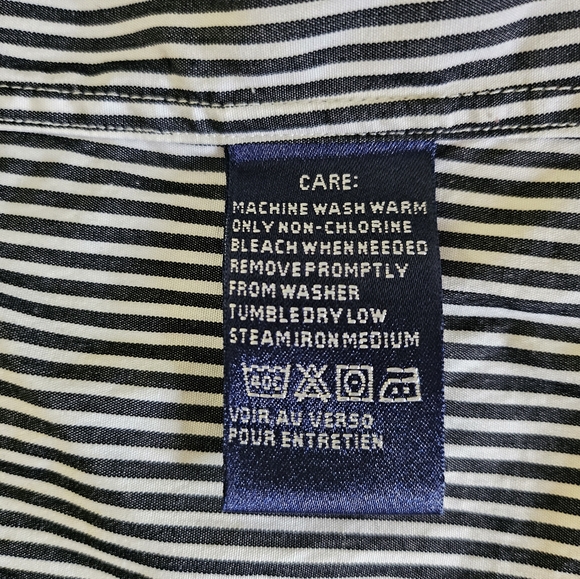 CARE:
MACHINE WASH WARM
ONLY NON-CHLORINE
BLEACH WHEN NEEDED
REMOVE PROMPTLY
FROM WASHER
TUMBLE DRY LOW
STEAM IRON MEDIUM
40C
VOIR AU VERSO
POUR ENTRETIEN